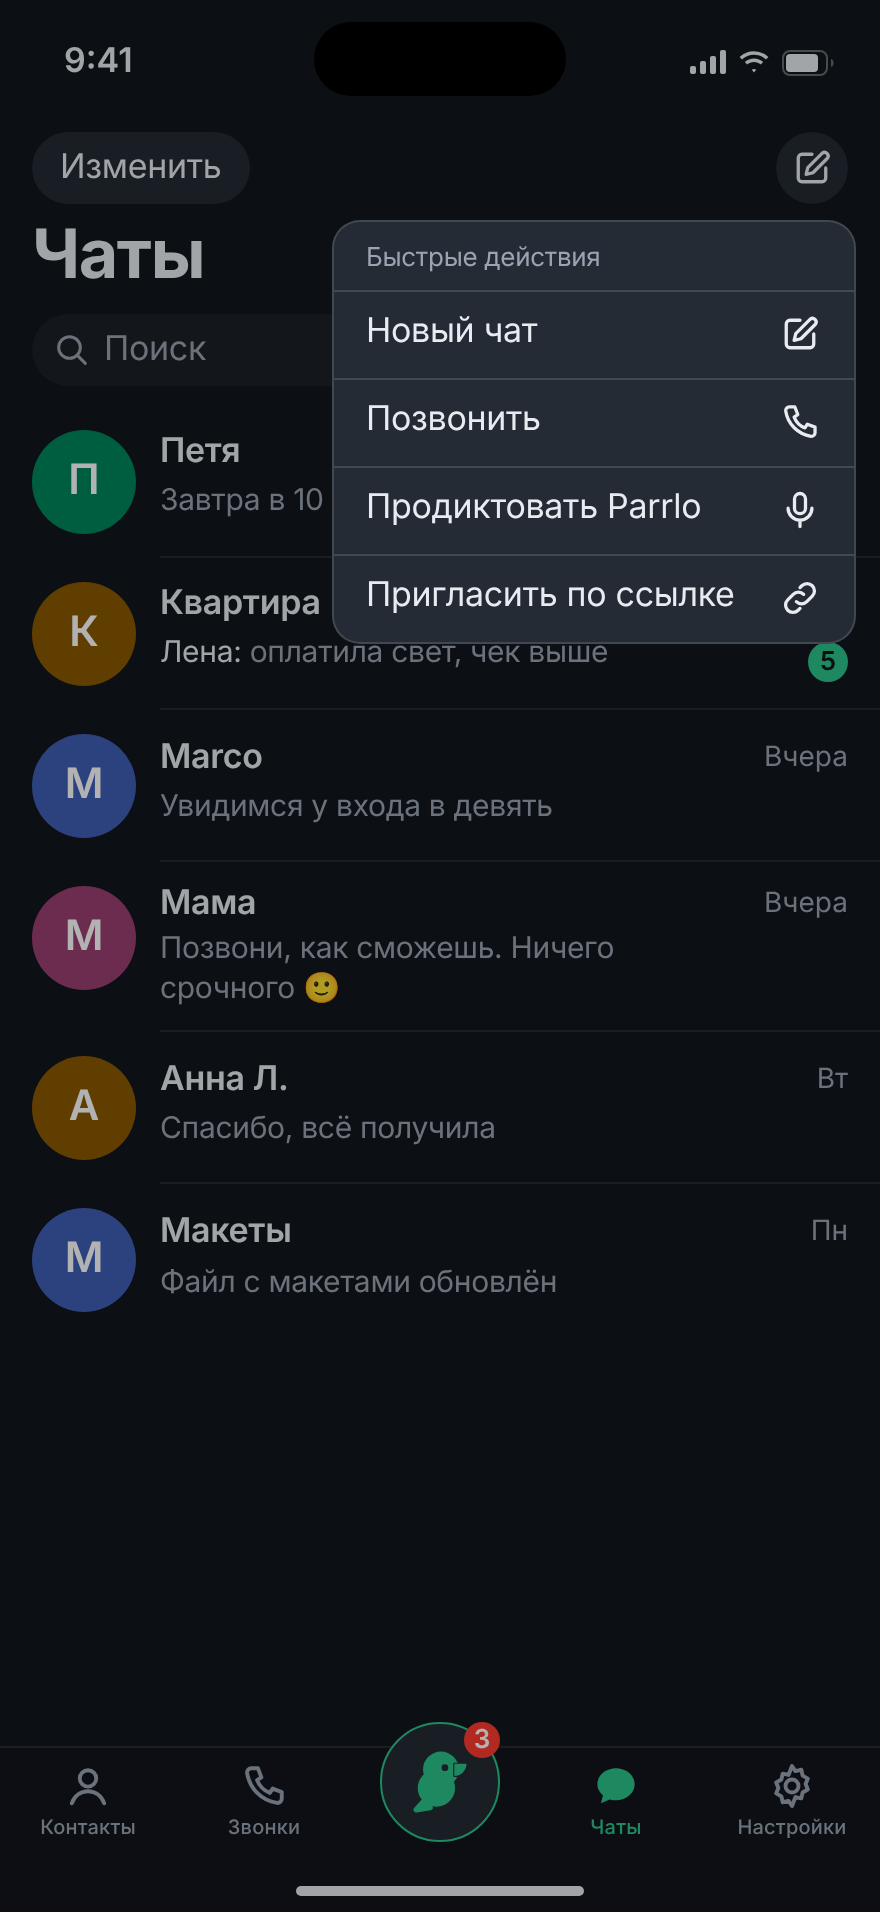 9:41
Изменить
Чаты
Быстрые действия
Новый чат
Позвонить
Продиктовать Parrlo
Пригласить по ссылке
Поиск
П
Петя
Завтра в 10
К
Квартира
Лена: оплатила свет, чек выше
5
M
Marco
Вчера
Увидимся у входа в девять
М
Мама
Вчера
Позвони, как сможешь. Ничего
срочного 🙂
А
Анна Л.
Вт
Спасибо, всё получила
М
Макеты
Пн
Файл с макетами обновлён
3
Контакты
Звонки
Чаты
Настройки